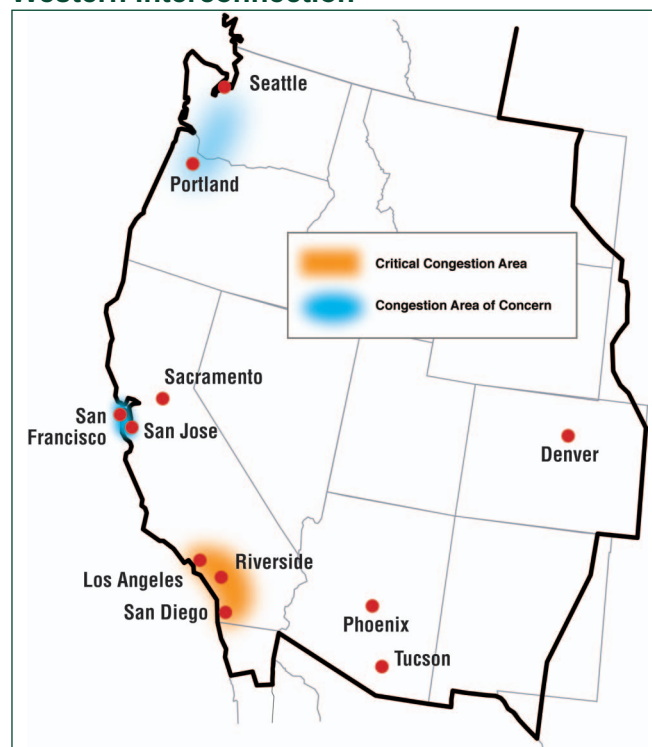 Western Interconnection
Seattle
Portland
Critical Congestion Area
Congestion Area of Concern
Sacramento
San
Francisco
San Jose
Denver
Riverside
Los Angeles
San Diego
Phoenix
Tucson